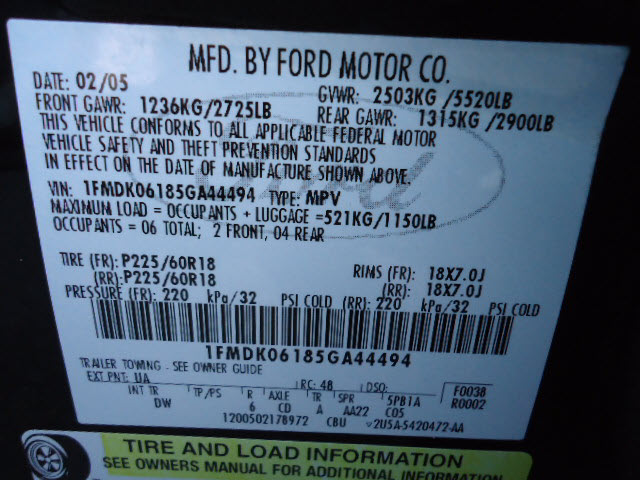 MFD. BY FORD MOTOR CO.
DATE: 02/05 GVWR: 2503KG /5520LB
FRONT GAWR: 1236KG/2725LB REAR GAWR: 1315KG /2900LB
THIS VEHICLE CONFORMS TO ALL APPLICABLE FEDERAL MOTOR
VEHICLE SAFETY AND THEFT PREVENTION STANDARDS
IN EFFECT ON THE DATE OF MANUFACTURE SHOWN ABOVE.
VIN: 1FMDK06185GA44494 TYPE: MPV
MAXIMUM LOAD = OCCUPANTS + LUGGAGE =521KG/1150LB
OCCUPANTS = 06 TOTAL; 2 FRONT, 04 REAR
TIRE (FR): P225/60R18 RIMS (FR): 18X7.0J
(RR): P225/60R18 (RR): 18X7.0J
PRESSURE (FR): 220 kPa/32 PSI COLD (RR): 220 kPa/32 PSI COLD
1FMDK06185GA44494
TRAILER TOWING - SEE OWNER GUIDE
EXT PNT: UA RC: 48 DSO: F0038
INT TR TP/PS R AXLE TR SPR 5PB1A R0002
DW 6 CD A AA22 C05
1200502178972 CBU v2U5A-5420472-AA
TIRE AND LOAD INFORMATION
SEE OWNERS MANUAL FOR ADDITIONAL INFORMATION